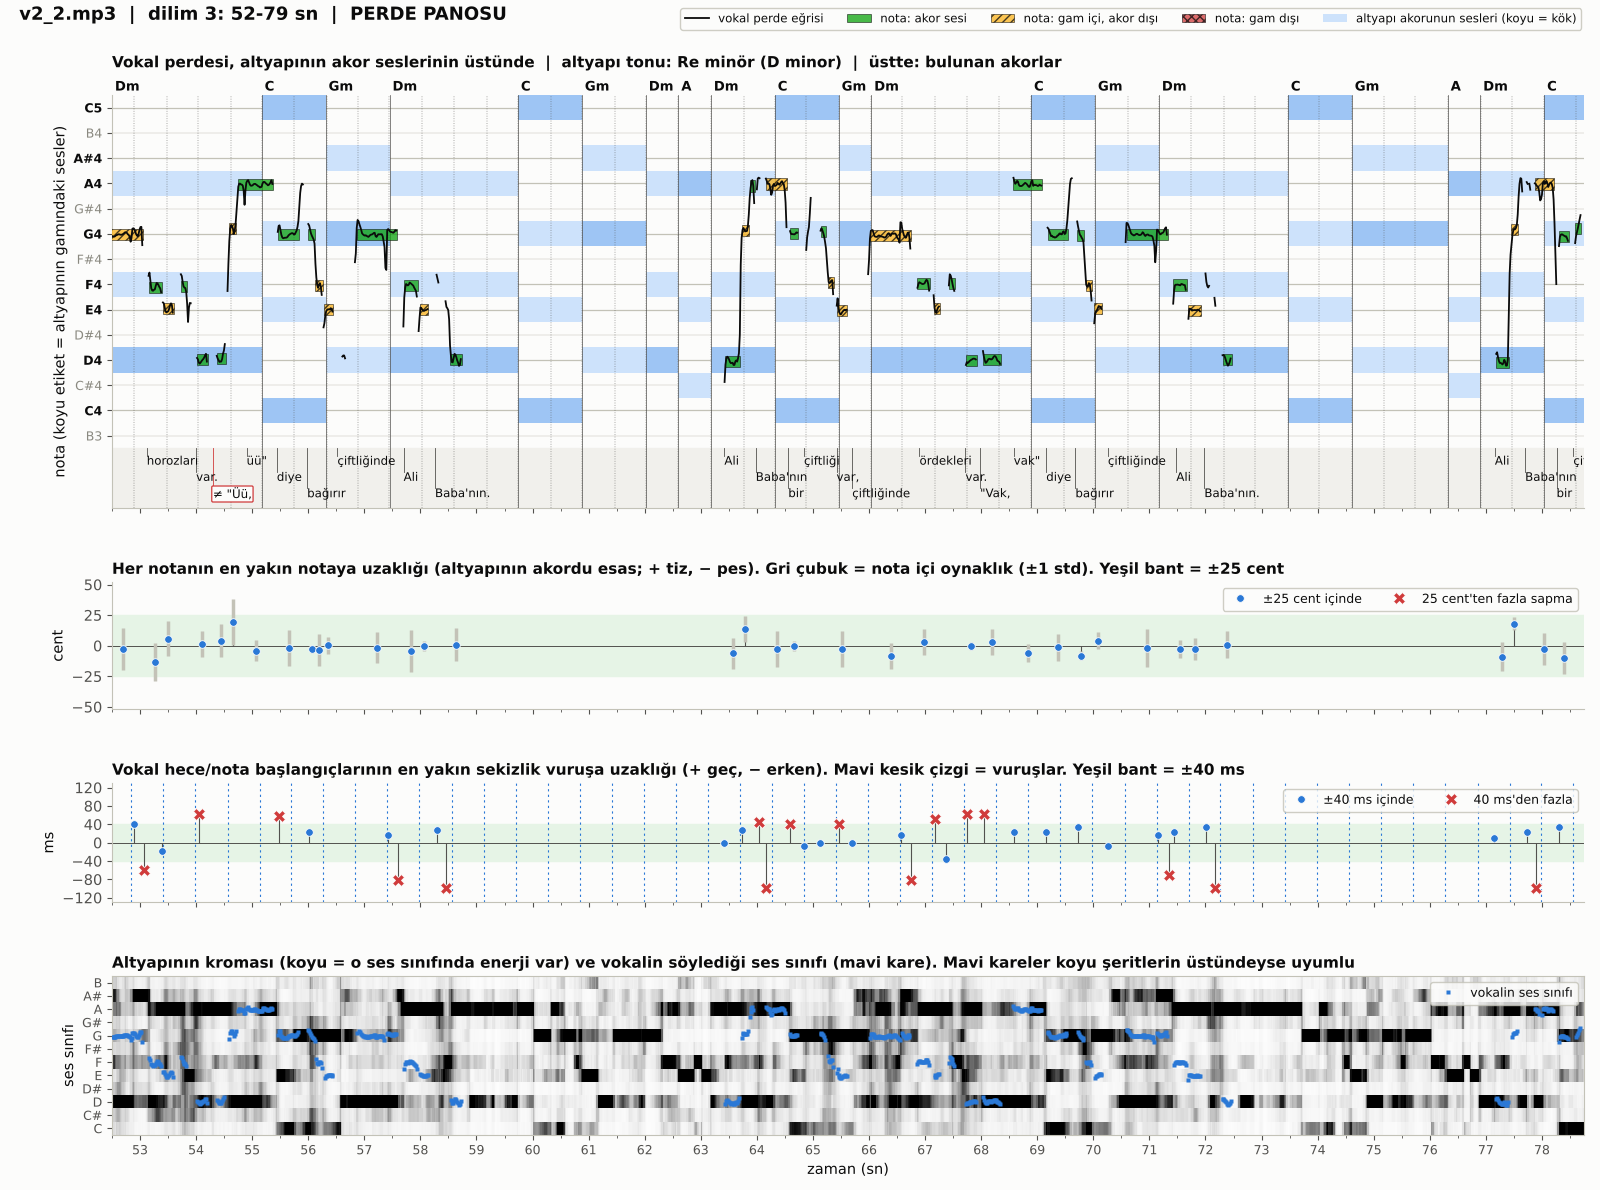 v2_2.mp3 | dilim 3: 52-79 sn | PERDE PANOSU
vokal perde eğrisi nota: akor sesi nota: gam içi, akor dışı nota: gam dışı altyapı akorunun sesleri (koyu = kök)
Vokal perdesi, altyapının akor seslerinin üstünde | altyapı tonu: Re minör (D minor) | üstte: bulunan akorlar
Dm C Gm Dm C Gm Dm A Dm C Gm Dm C Gm Dm C Gm A Dm C
nota (koyu etiket = altyapının gamındaki sesler)
C5
B4
A#4
A4
G#4
G4
F#4
F4
E4
D#4
D4
C#4
C4
B3
horozları üü" çiftliğinde Ali çiftliği ördekleri vak" çiftliğinde Ali çi
var. diye Ali Baba'nın var, var. diye Ali Baba'nın
≠ "Üü, bağırır Baba'nın. bir çiftliğinde "Vak, bağırır Baba'nın. bir
Her notanın en yakın notaya uzaklığı (altyapının akordu esas; + tiz, − pes). Gri çubuk = nota içi oynaklık (±1 std). Yeşil bant = ±25 cent
±25 cent içinde 25 cent'ten fazla sapma
cent
50
25
0
−25
−50
Vokal hece/nota başlangıçlarının en yakın sekizlik vuruşa uzaklığı (+ geç, − erken). Mavi kesik çizgi = vuruşlar. Yeşil bant = ±40 ms
±40 ms içinde 40 ms'den fazla
ms
120
80
40
0
−40
−80
−120
Altyapının kroması (koyu = o ses sınıfında enerji var) ve vokalin söylediği ses sınıfı (mavi kare). Mavi kareler koyu şeritlerin üstündeyse uyumlu
vokalin ses sınıfı
ses sınıfı
B
A#
A
G#
G
F#
F
E
D#
D
C#
C
53 54 55 56 57 58 59 60 61 62 63 64 65 66 67 68 69 70 71 72 73 74 75 76 77 78
zaman (sn)